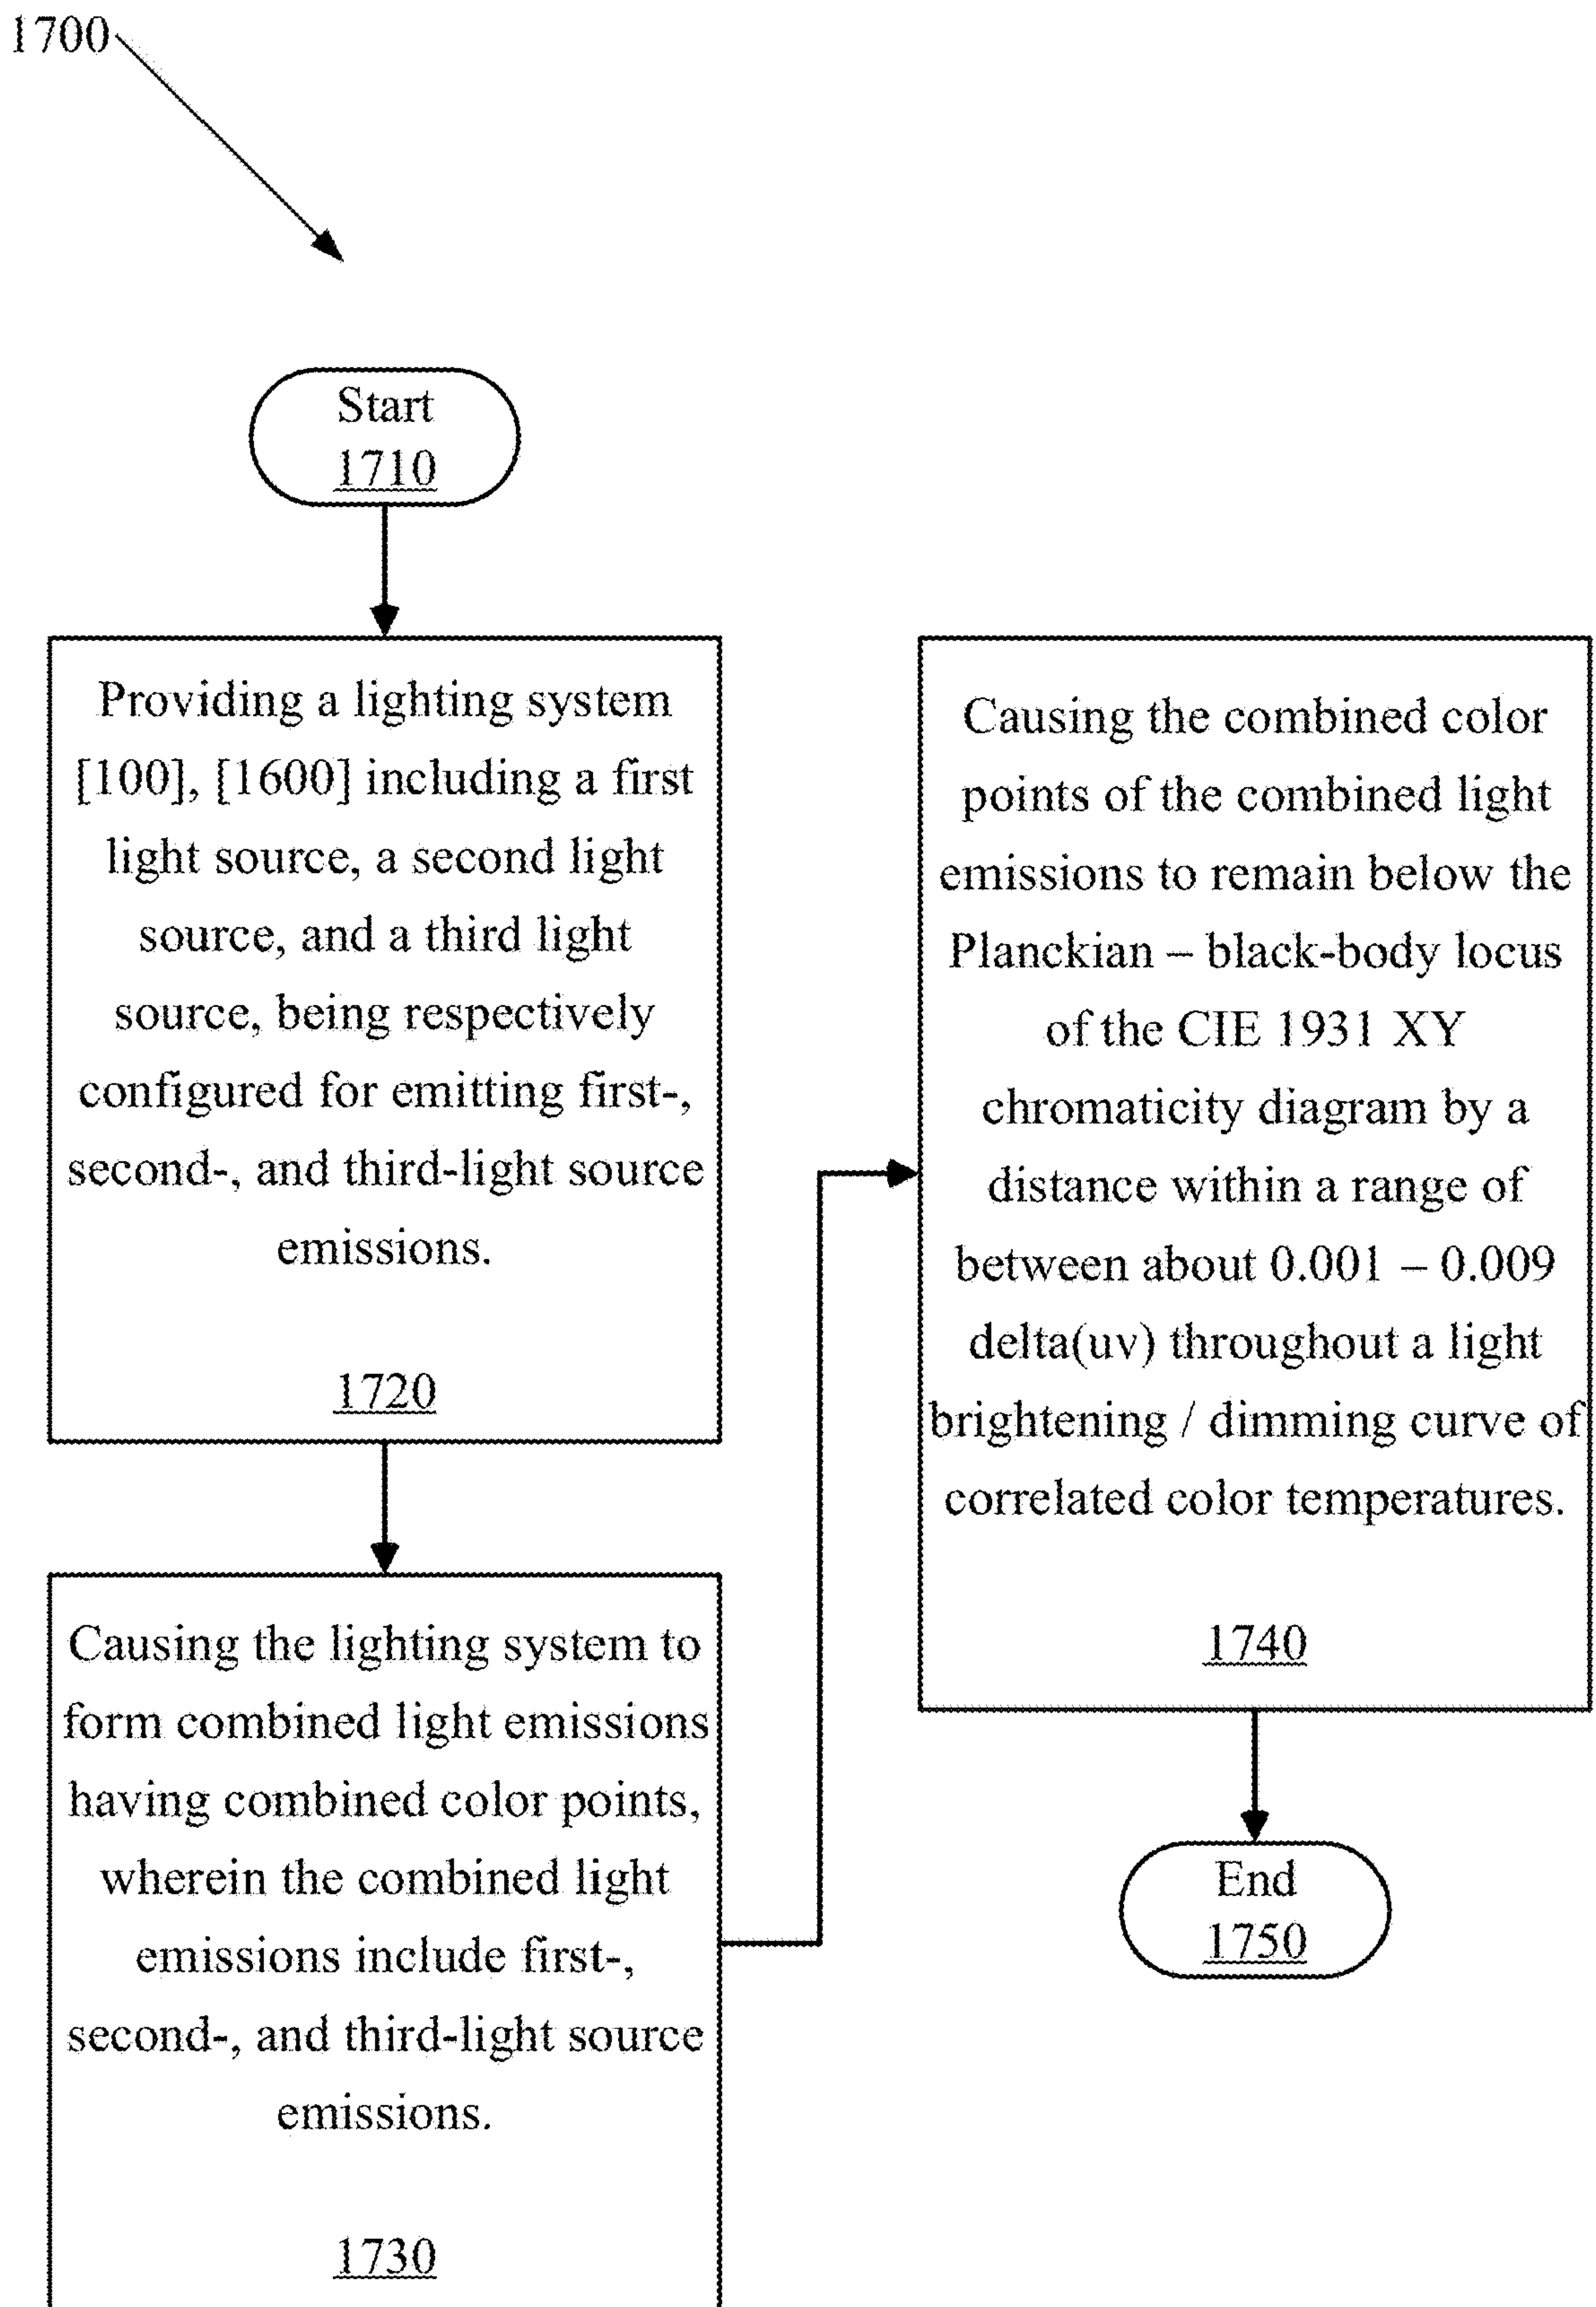 1700
Start
1710
Providing a lighting system
[100], [1600] including a first
light source, a second light
source, and a third light
source, being respectively
configured for emitting first-,
second-, and third-light source
emissions.
1720
Causing the lighting system to
form combined light emissions
having combined color points,
wherein the combined light
emissions include first-,
second-, and third-light source
emissions.
1730
Causing the combined color
points of the combined light
emissions to remain below the
Planckian – black-body locus
of the CIE 1931 XY
chromaticity diagram by a
distance within a range of
between about 0.001 – 0.009
delta(uv) throughout a light
brightening / dimming curve of
correlated color temperatures.
1740
End
1750